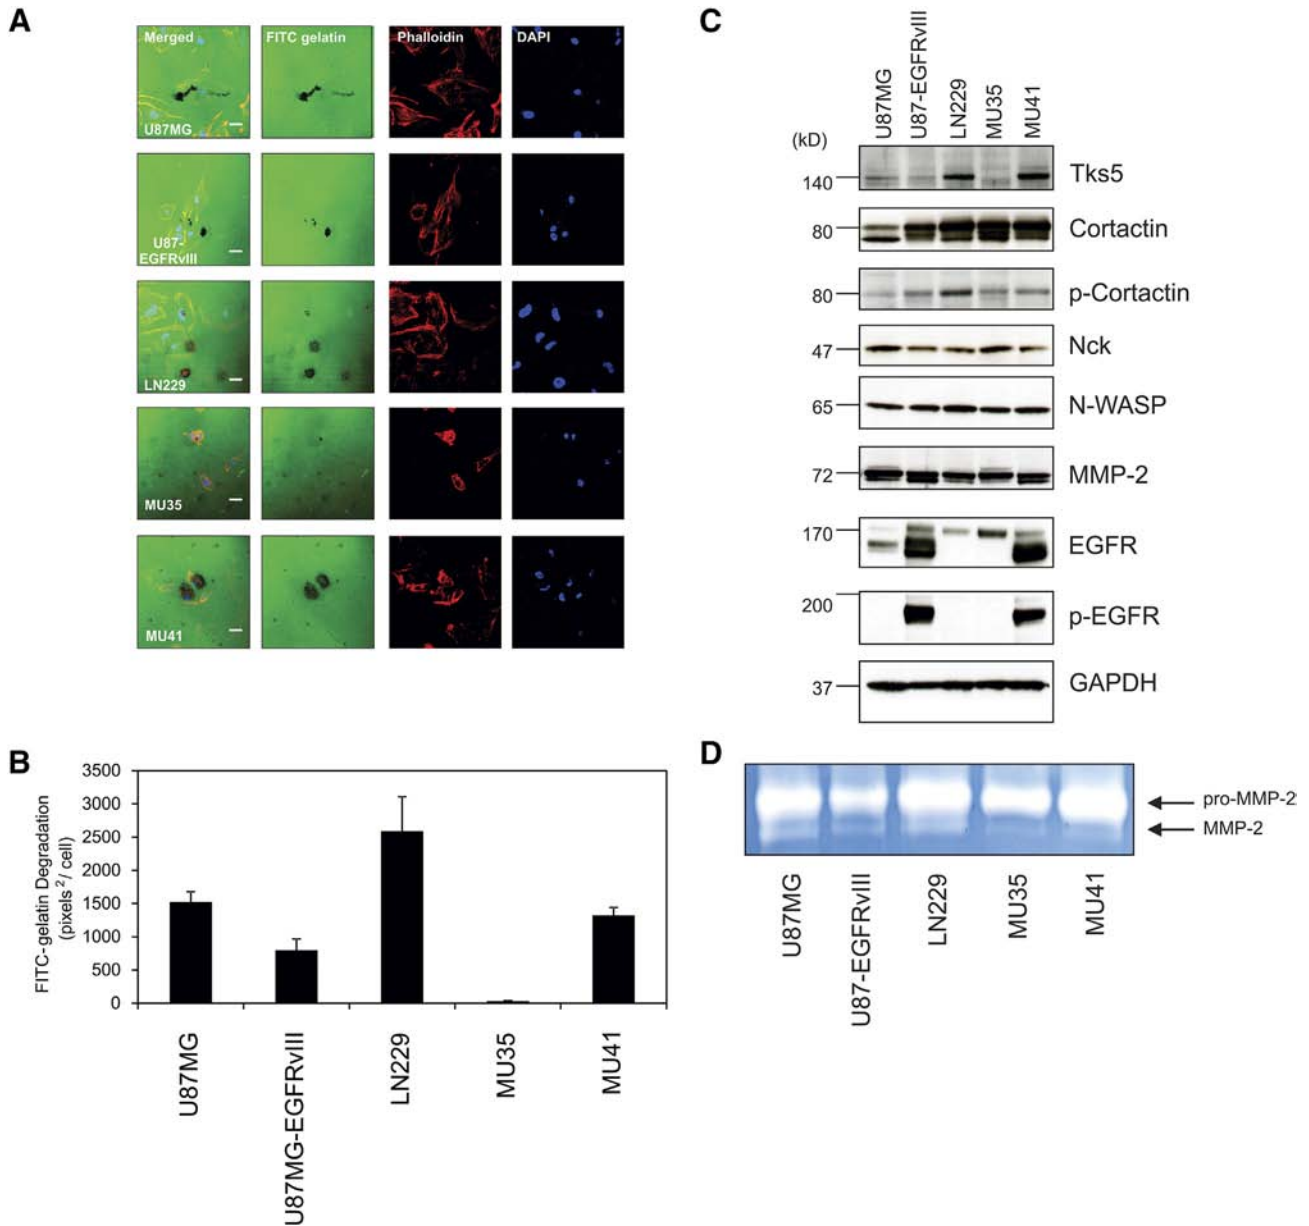 A
Merged
FITC gelatin
Phalloidin
DAPI
U87MG
U87-
EGFRvIII
LN229
MU35
MU41
B
FITC-gelatin Degradation
(pixels²/ cell)
3500
3000
2500
2000
1500
1000
500
0
U87MG
U87MG-EGFRvIII
LN229
MU35
MU41
C
U87MG
U87-EGFRvIII
LN229
MU35
MU41
(kD)
140
Tks5
80
Cortactin
80
p-Cortactin
47
Nck
65
N-WASP
72
MMP-2
170
EGFR
200
p-EGFR
37
GAPDH
D
pro-MMP-2
MMP-2
U87MG
U87-EGFRvIII
LN229
MU35
MU41